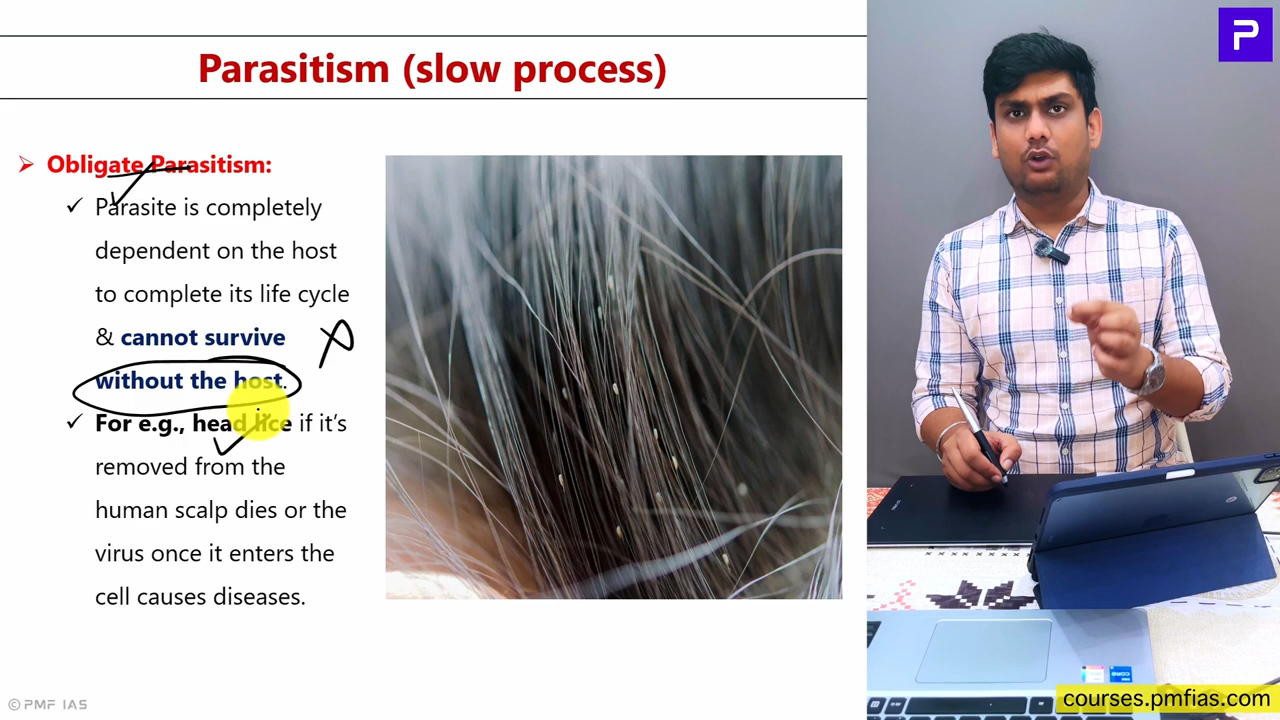 Parasitism (slow process)
➢ Obligate Parasitism:
✓ Parasite is completely
dependent on the host
to complete its life cycle
& cannot survive
without the host.
✓ For e.g., head lice if it’s
removed from the
human scalp dies or the
virus once it enters the
cell causes diseases.
©PMF IAS
P
courses.pmfias.com